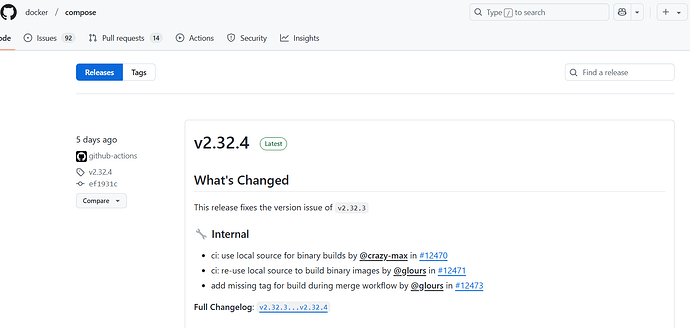 docker / compose
Type / to search
ode Issues 92 Pull requests 14 Actions Security Insights
Releases Tags
Find a release
5 days ago
github-actions
v2.32.4
ef1931c
Compare
v2.32.4 Latest
What's Changed
This release fixes the version issue of v2.32.3
Internal
ci: use local source for binary builds by @crazy-max in #12470
ci: re-use local source to build binary images by @glours in #12471
add missing tag for build during merge workflow by @glours in #12473
Full Changelog: v2.32.3...v2.32.4